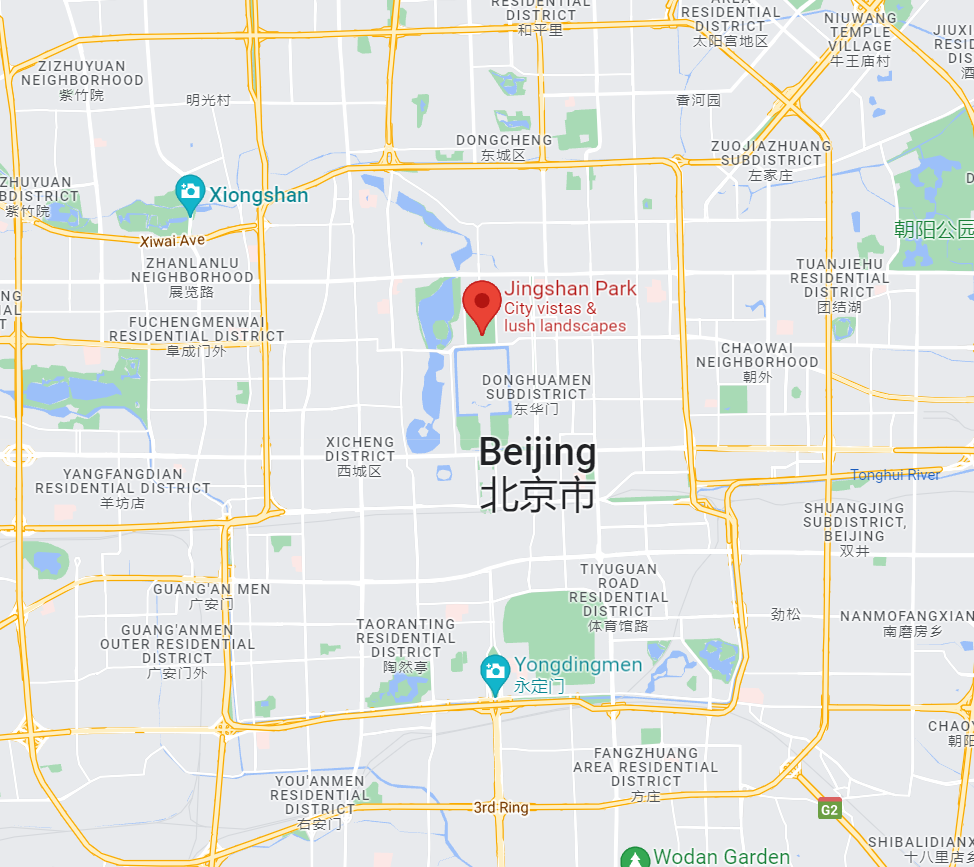 RESIDENTIAL
DISTRICT
和平里
RESIDENTIAL
DISTRICT
太阳宫地区
NIUWANG
TEMPLE
VILLAGE
牛王庙村
ZIZHUYUAN
NEIGHBORHOOD
紫竹院
明光村
香河园
DONGCHENG
东城区
ZUOJIAZHUANG
SUBDISTRICT
左家庄
DISTRICT
紫竹院
Xiongshan
Xiwai Ave
朝阳公园
ZHANLANLU
NEIGHBORHOOD
展览路
TUANJIEHU
RESIDENTIAL
DISTRICT
团结湖
Jingshan Park
City vistas &
lush landscapes
FUCHENGMENWAI
RESIDENTIAL DISTRICT
阜成门外
CHAOWAI
NEIGHBORHOOD
朝外
DONGHUAMEN
SUBDISTRICT
东华门
XICHENG
DISTRICT
西城区
Beijing
北京市
YANGFANGDIAN
RESIDENTIAL DISTRICT
羊坊店
Tonghui River
SHUANGJING
SUBDISTRICT,
BEIJING
双井
TIYUGUAN
ROAD
RESIDENTIAL
DISTRICT
体育馆路
GUANG'AN MEN
广安门
劲松
NANMOFANGXIAN
南磨房乡
GUANG'ANMEN
OUTER RESIDENTIAL
DISTRICT
广安门外
TAORANTING
RESIDENTIAL
DISTRICT
陶然亭
Yongdingmen
永定门
FANGZHUANG
AREA RESIDENTIAL
DISTRICT
方庄
YOU'ANMEN
RESIDENTIAL
DISTRICT
右安门
3rd Ring
G2
SHIBALIDIANX
十八里店乡
Wodan Garden